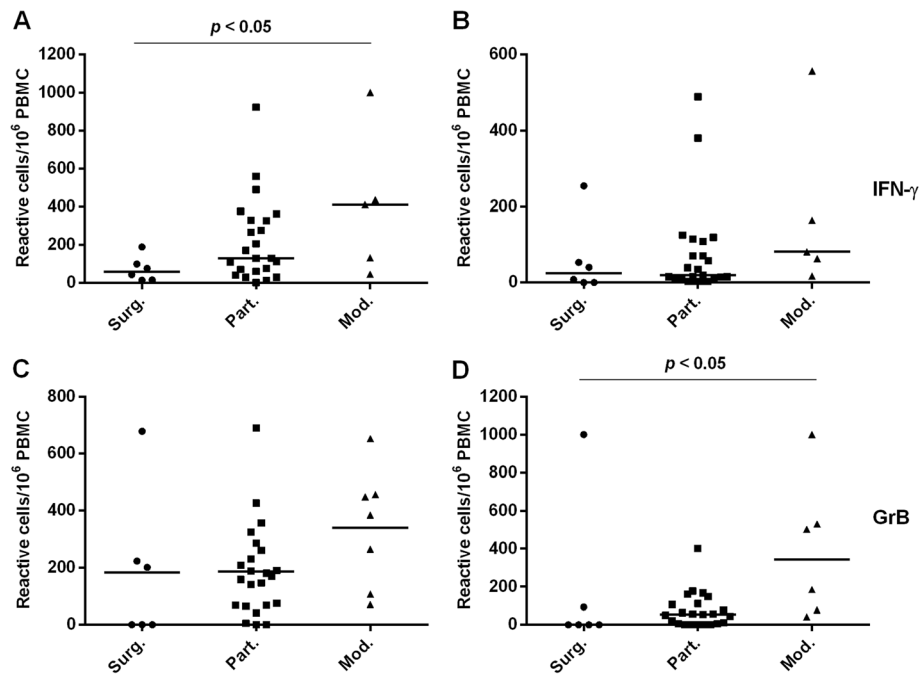 A
p < 0.05
Reactive cells/10⁶ PBMC
1200
1000
800
600
400
200
0
Surg.
Part.
Mod.
B
Reactive cells/10⁶ PBMC
600
400
200
0
Surg.
Part.
Mod.
IFN-γ
C
Reactive cells/10⁶ PBMC
800
600
400
200
0
Surg.
Part.
Mod.
D
p < 0.05
Reactive cells/10⁶ PBMC
1200
1000
800
600
400
200
0
Surg.
Part.
Mod.
GrB